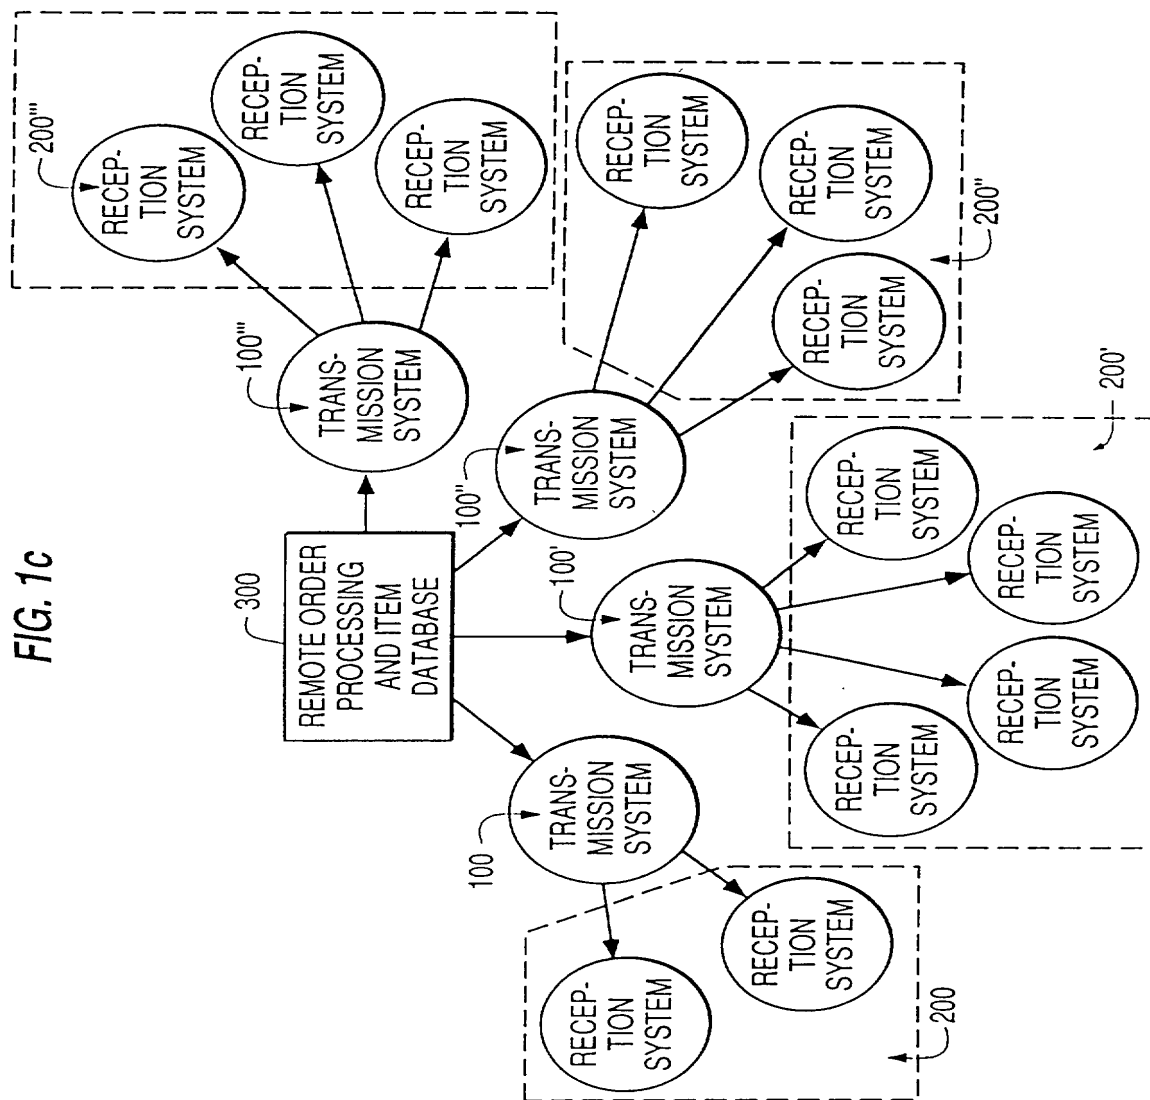 FIG. 1c
300
REMOTE ORDER
PROCESSING
AND ITEM
DATABASE
100
TRANS-
MISSION
SYSTEM
100'
TRANS-
MISSION
SYSTEM
100"
TRANS-
MISSION
SYSTEM
100'''
TRANS-
MISSION
SYSTEM
RECEP-
TION
SYSTEM
RECEP-
TION
SYSTEM
200
RECEP-
TION
SYSTEM
RECEP-
TION
SYSTEM
RECEP-
TION
SYSTEM
RECEP-
TION
SYSTEM
200'
RECEP-
TION
SYSTEM
RECEP-
TION
SYSTEM
RECEP-
TION
SYSTEM
200"
200'''
RECEP-
TION
SYSTEM
RECEP-
TION
SYSTEM
RECEP-
TION
SYSTEM